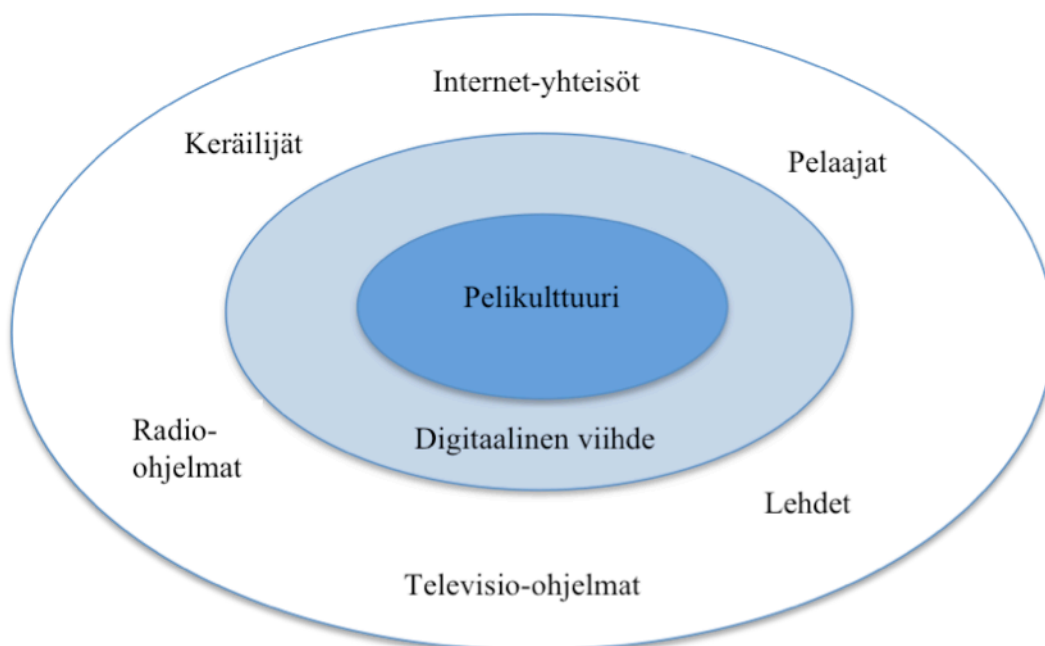 Internet-yhteisöt
Keräilijät
Pelaajat
Pelikulttuuri
Radio-
ohjelmat
Digitaalinen viihde
Lehdet
Televisio-ohjelmat